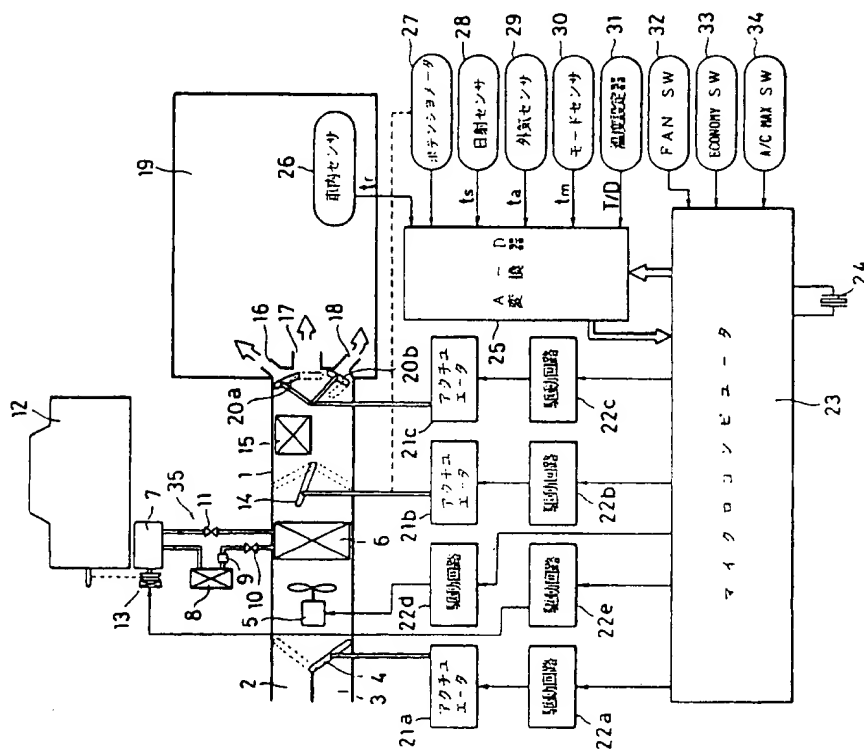 12
19
7
35
11
13
8
9
10
1
15
16
17
18
26
車内センサ
tr
2
3
4
5
6
14
20a
20b
27
ポテンショメータ
28
日射センサ
ts
29
外気センサ
ta
30
モードセンサ
tm
31
温度設定器
T/D
32
FAN SW
33
ECONOMY SW
34
A/C MAX SW
25
A-D
変換器
21a
アクチュ
エータ
21b
アクチュ
エータ
21c
アクチュ
エータ
22a
駆動回路
22e
駆動回路
22d
駆動回路
22b
駆動回路
22c
駆動回路
マイクロコンピュータ
23
24